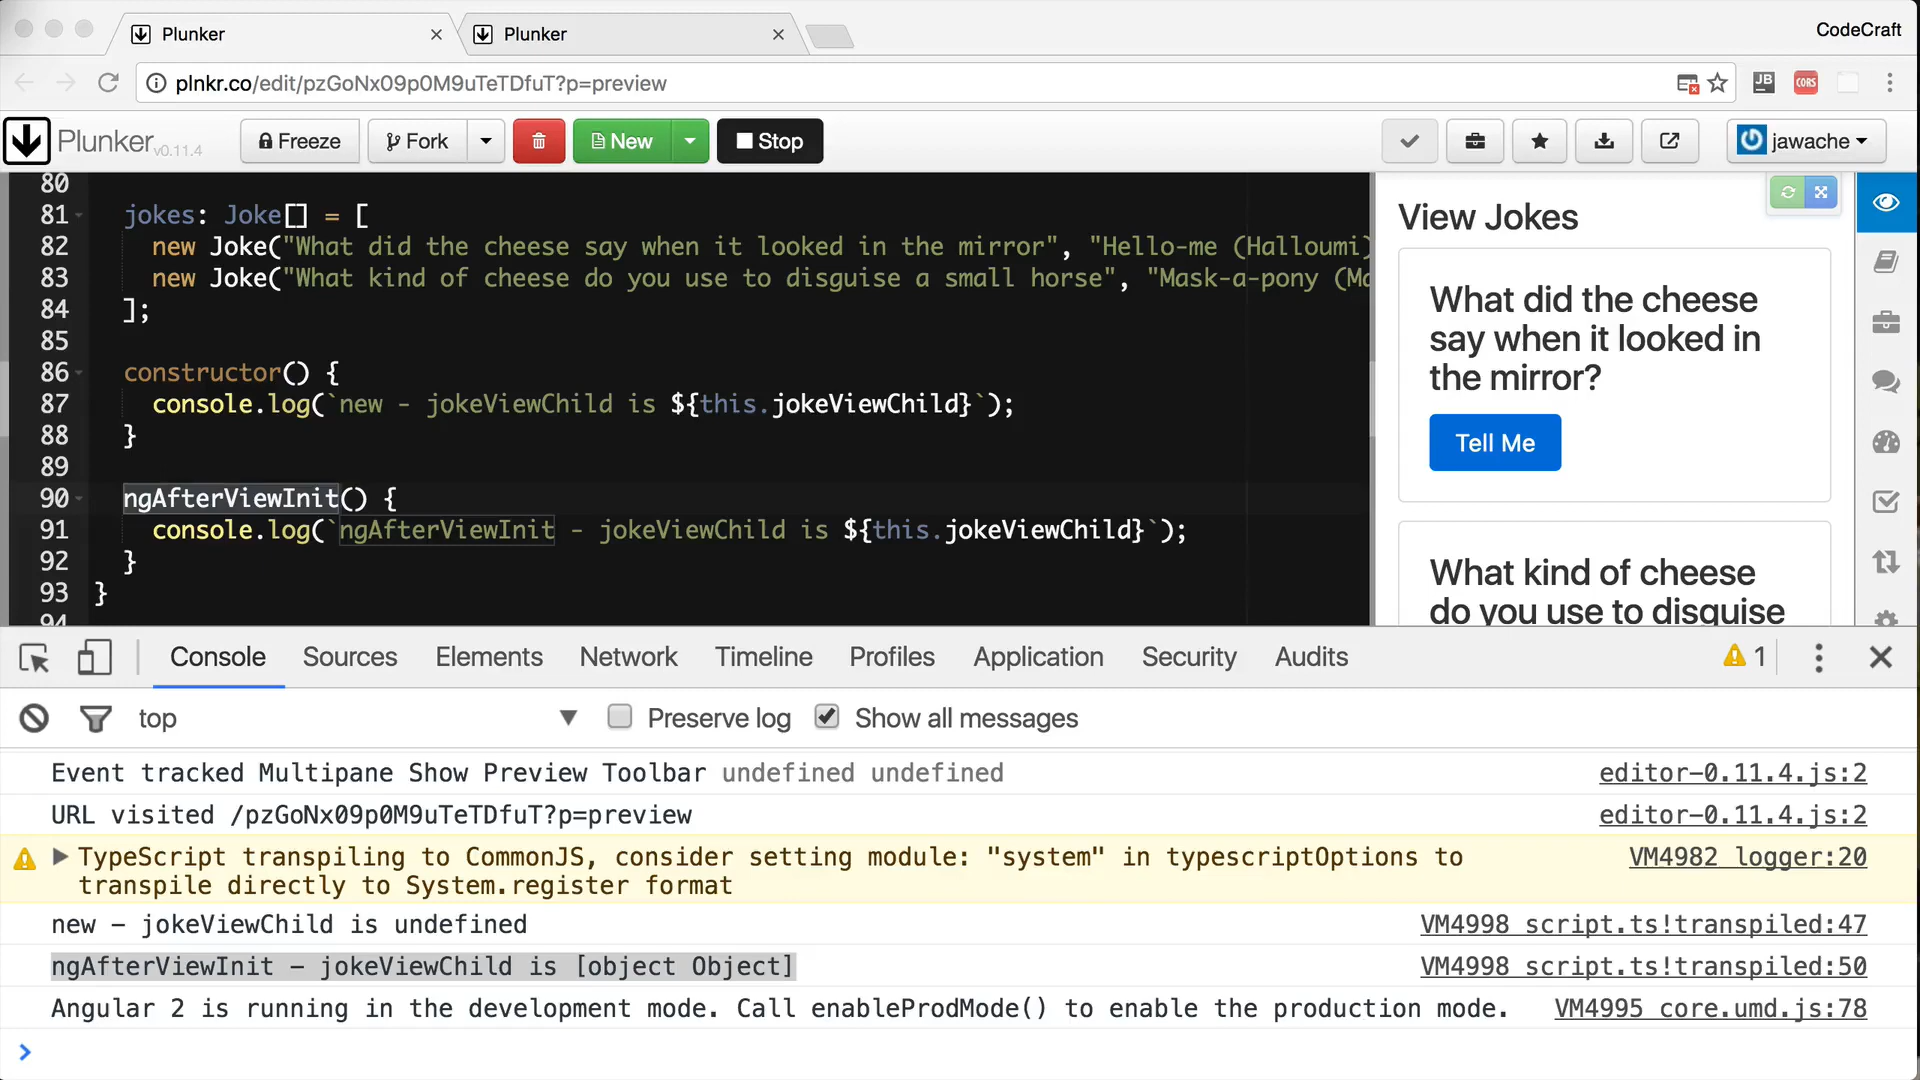 Plunker
Plunker
CodeCraft
plnkr.co/edit/pzGoNx09p0M9uTeTDfuT?p=preview
JB
CORS
Plunker v0.11.4
Freeze
Fork
New
Stop
jawache
80
81 jokes: Joke[] = [
82 new Joke("What did the cheese say when it looked in the mirror", "Hello-me (Halloumi)
83 new Joke("What kind of cheese do you use to disguise a small horse", "Mask-a-pony (Ma
84 ];
85
86 constructor() {
87 console.log(`new - jokeViewChild is ${this.jokeViewChild}`);
88 }
89
90 ngAfterViewInit() {
91 console.log(`ngAfterViewInit - jokeViewChild is ${this.jokeViewChild}`);
92 }
93 }
94
View Jokes
What did the cheese
say when it looked in
the mirror?
Tell Me
What kind of cheese
do you use to disguise
Console Sources Elements Network Timeline Profiles Application Security Audits 1
top Preserve log Show all messages
Event tracked Multipane Show Preview Toolbar undefined undefined editor-0.11.4.js:2
URL visited /pzGoNx09p0M9uTeTDfuT?p=preview editor-0.11.4.js:2
TypeScript transpiling to CommonJS, consider setting module: "system" in typescriptOptions to VM4982 logger:20
transpile directly to System.register format
new – jokeViewChild is undefined VM4998 script.ts!transpiled:47
ngAfterViewInit – jokeViewChild is [object Object] VM4998 script.ts!transpiled:50
Angular 2 is running in the development mode. Call enableProdMode() to enable the production mode. VM4995 core.umd.js:78